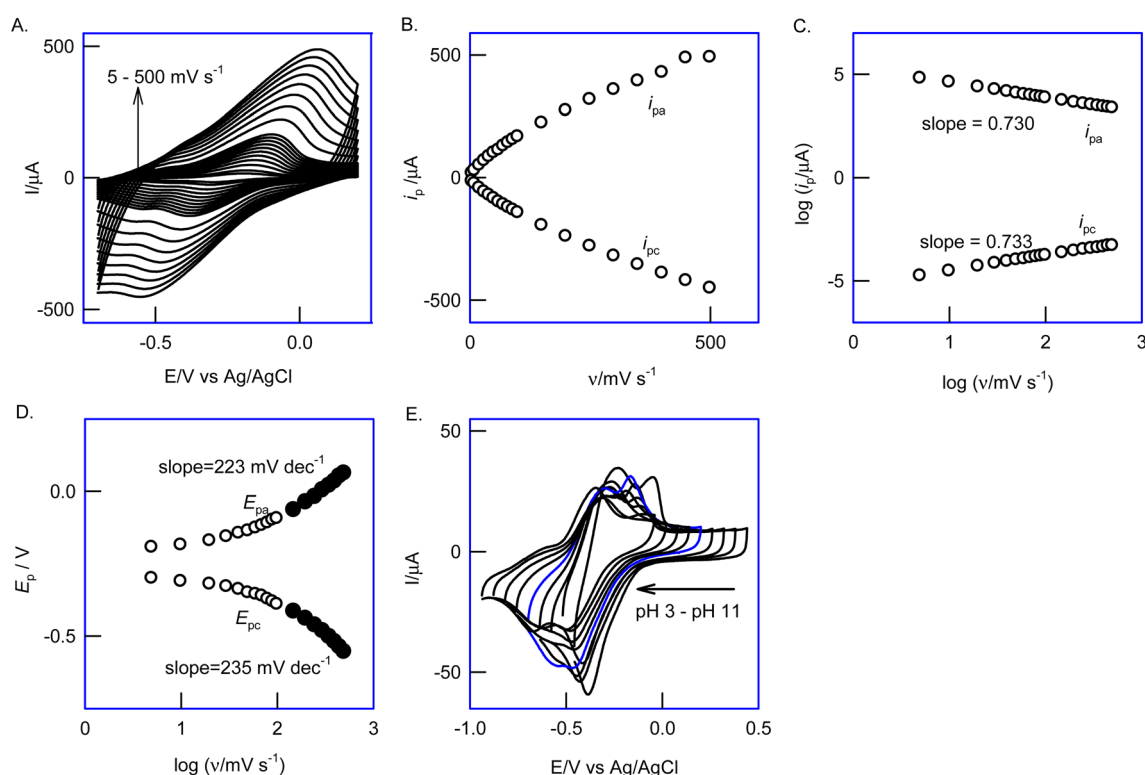 A.
500
0
-500
I/µA
5 - 500 mV s-1
-0.5
0.0
E/V vs Ag/AgCl
B.
500
0
-500
ip /µA
ipa
ipc
0
500
ν/mV s-1
C.
5
0
-5
log (ip/µA)
slope = 0.730
ipa
ipc
slope = 0.733
0
1
2
3
log (ν/mV s-1)
D.
0.0
-0.5
Ep / V
slope=223 mV dec-1
Epa
Epc
slope=235 mV dec-1
0
1
2
3
log (ν/mV s-1)
E.
50
0
-50
I/µA
pH 3 - pH 11
-1.0
-0.5
0.0
0.5
E/V vs Ag/AgCl